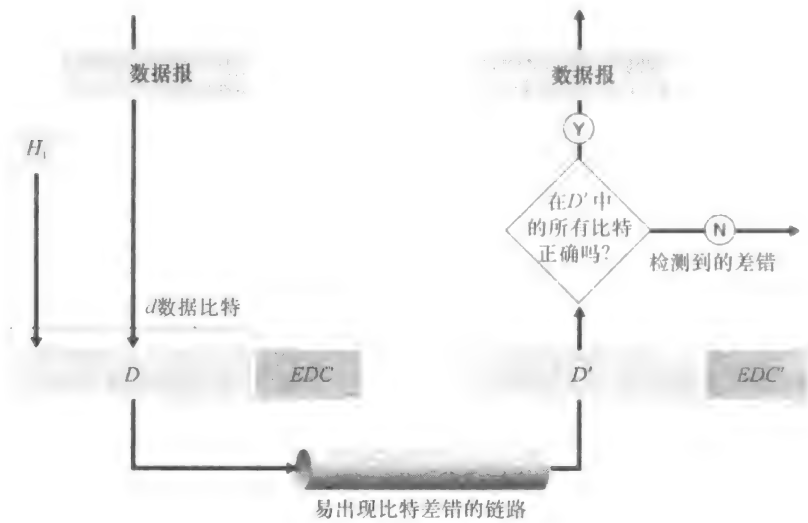 数据报
H₁
d数据比特
D
EDC
数据报
Y
在D'中
的所有比特
正确吗?
N
检测到的差错
D'
EDC'
易出现比特差错的链路